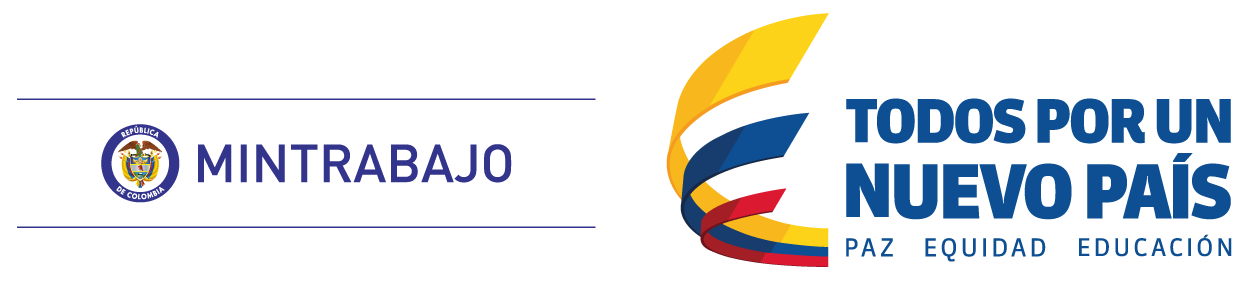 REPÚBLICA
DE COLOMBIA
MINTRABAJO
TODOS POR UN
NUEVO PAÍS
PAZ EQUIDAD EDUCACIÓN